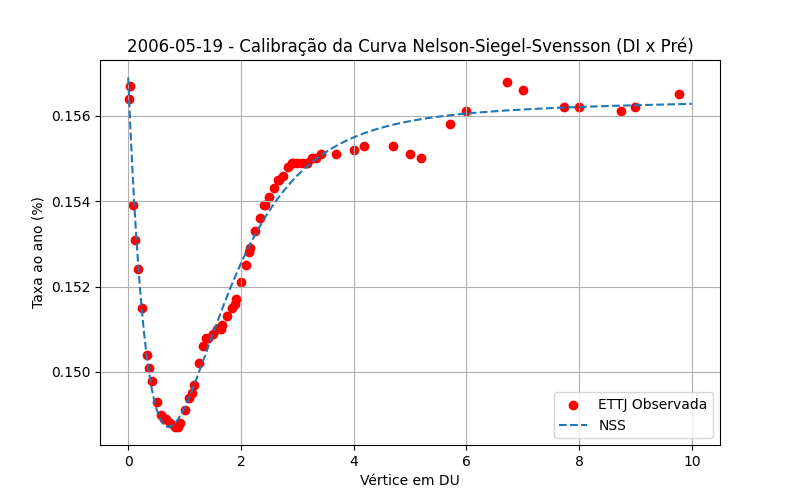 2006-05-19 - Calibração da Curva Nelson-Siegel-Svensson (DI x Pré)
Taxa ao ano (%)
0.156
0.154
0.152
0.150
ETTJ Observada
NSS
0 2 4 6 8 10
Vértice em DU